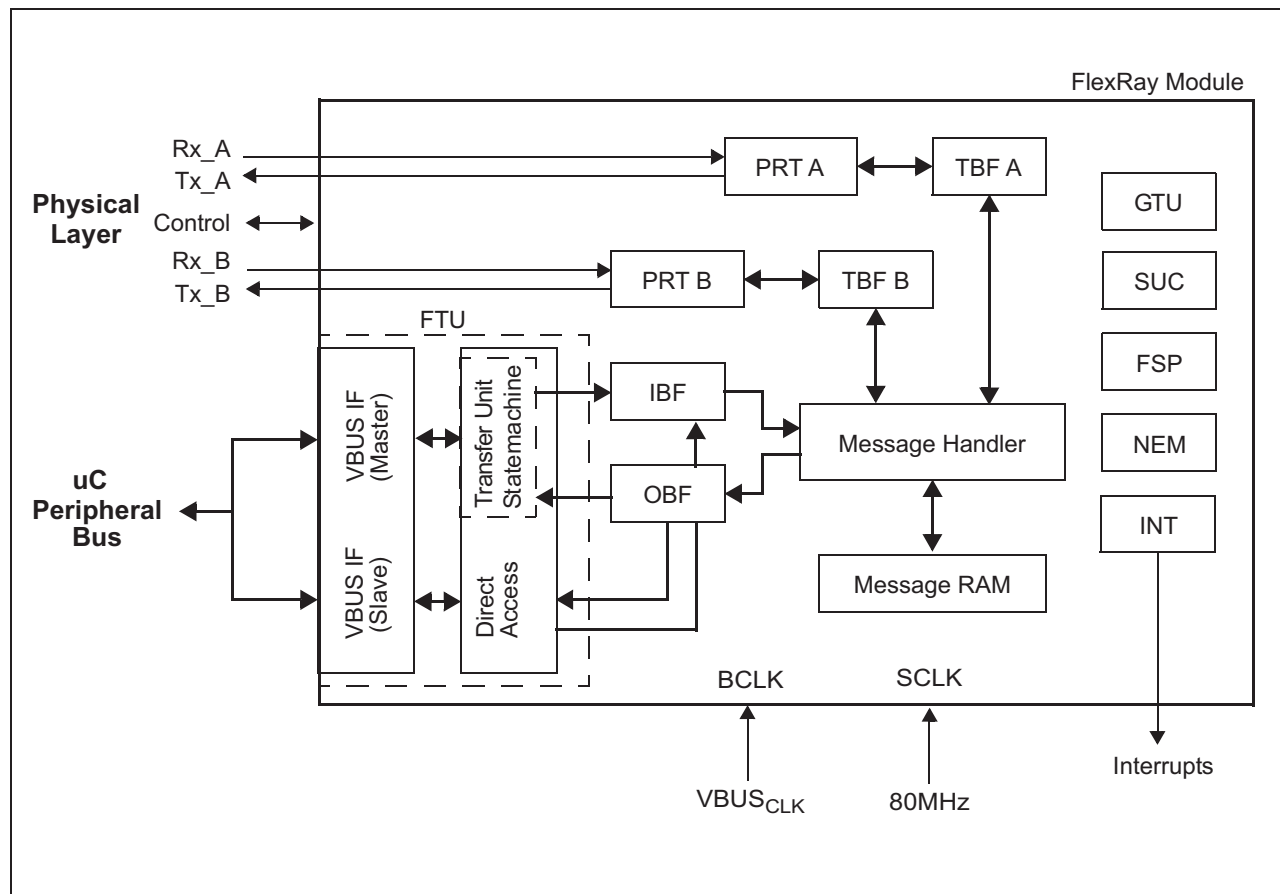 FlexRay Module
Rx_A
Tx_A
Physical
Layer
Control
Rx_B
Tx_B
PRT A
TBF A
PRT B
TBF B
GTU
SUC
FSP
NEM
INT
FTU
VBUS IF
(Master)
Transfer Unit
Statemachine
IBF
OBF
Message Handler
Message RAM
uC
Peripheral
Bus
VBUS IF
(Slave)
Direct
Access
BCLK
SCLK
VBUSCLK
80MHz
Interrupts